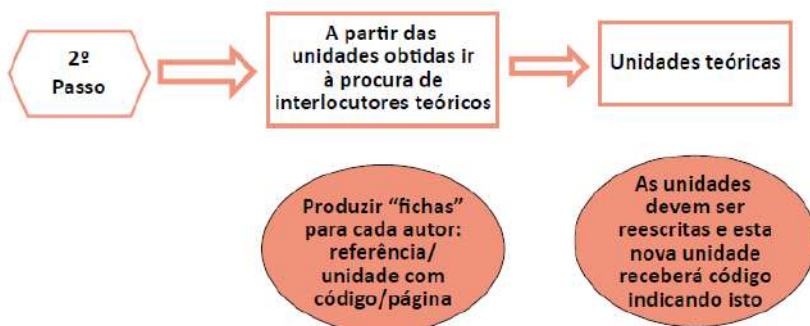 2º
Passo
A partir das
unidades obtidas ir
à procura de
interlocutores teóricos
Unidades teóricas
Produzir “fichas”
para cada autor:
referência/
unidade com
código/página
As unidades
devem ser
reescritas e esta
nova unidade
receberá código
indicando isto